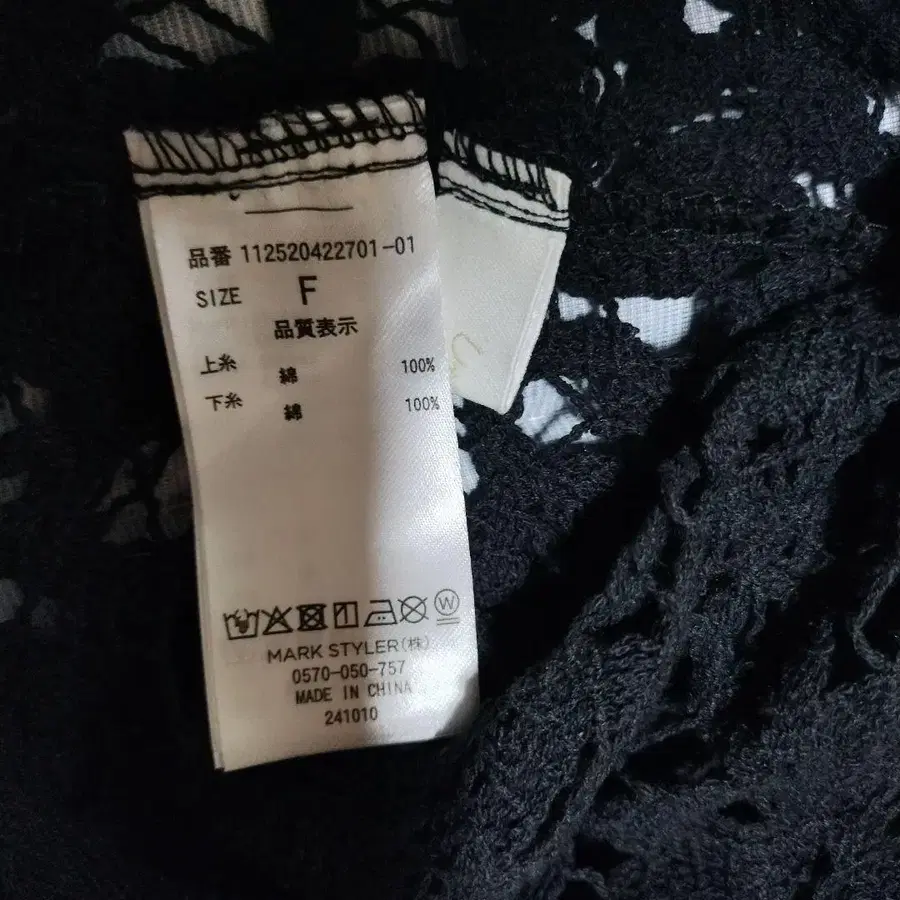 品番 112520422701-01
SIZE F
品質表示
上糸 綿 100%
下糸 綿 100%
W
MARK STYLER(株)
0570-050-757
MADE IN CHINA
241010